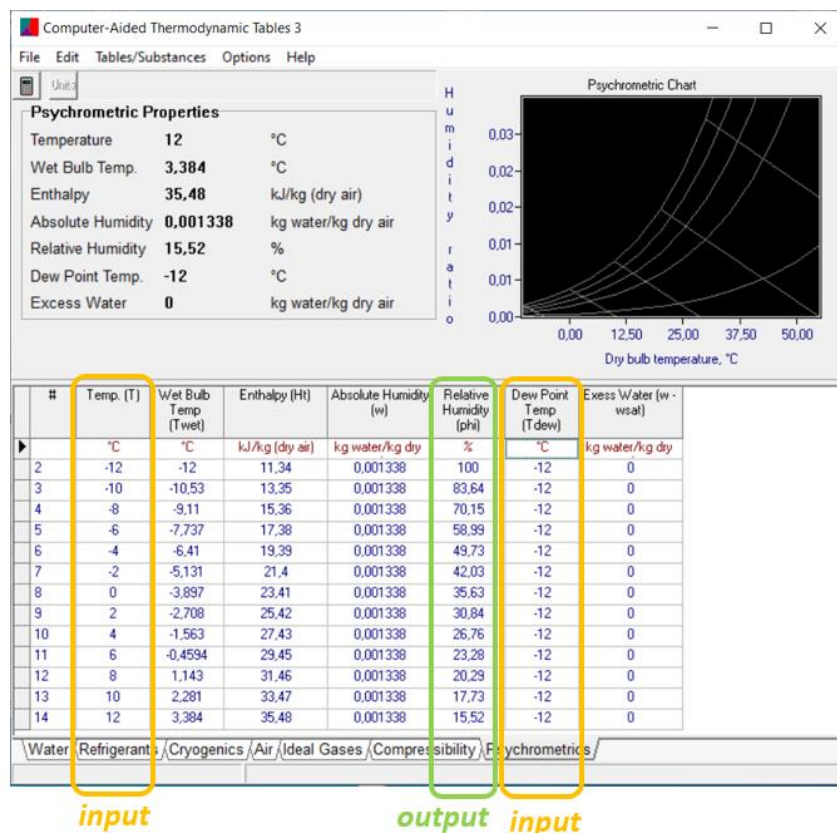 Computer-Aided Thermodynamic Tables 3
File Edit Tables/Substances Options Help
Units
Psychrometric Properties
Temperature 12 °C
Wet Bulb Temp. 3,384 °C
Enthalpy 35,48 kJ/kg (dry air)
Absolute Humidity 0,001338 kg water/kg dry air
Relative Humidity 15,52 %
Dew Point Temp. -12 °C
Excess Water 0 kg water/kg dry air
Psychrometric Chart
Humidity ratio
0,03
0,02
0,02
0,01
0,01
0,00
0,00 12,50 25,00 37,50 50,00
Dry bulb temperature, °C
# Temp. (T) Wet Bulb Temp (Twet) Enthalpy (Ht) Absolute Humidity (w) Relative Humidity (phi) Dew Point Temp (Tdew) Exess Water (w - wsat)
°C °C kJ/kg (dry air) kg water/kg dry % °C kg water/kg dry
2 -12 -12 11,34 0,001338 100 -12 0
3 -10 -10,53 13,35 0,001338 83,64 -12 0
4 -8 -9,11 15,36 0,001338 70,15 -12 0
5 -6 -7,737 17,38 0,001338 58,99 -12 0
6 -4 -6,41 19,39 0,001338 49,73 -12 0
7 -2 -5,131 21,4 0,001338 42,03 -12 0
8 0 -3,897 23,41 0,001338 35,63 -12 0
9 2 -2,708 25,42 0,001338 30,84 -12 0
10 4 -1,563 27,43 0,001338 26,76 -12 0
11 6 -0,4594 29,45 0,001338 23,28 -12 0
12 8 1,143 31,46 0,001338 20,29 -12 0
13 10 2,281 33,47 0,001338 17,73 -12 0
14 12 3,384 35,48 0,001338 15,52 -12 0
Water Refrigerants Cryogenics Air Ideal Gases Compressibility Psychrometrics
input output input